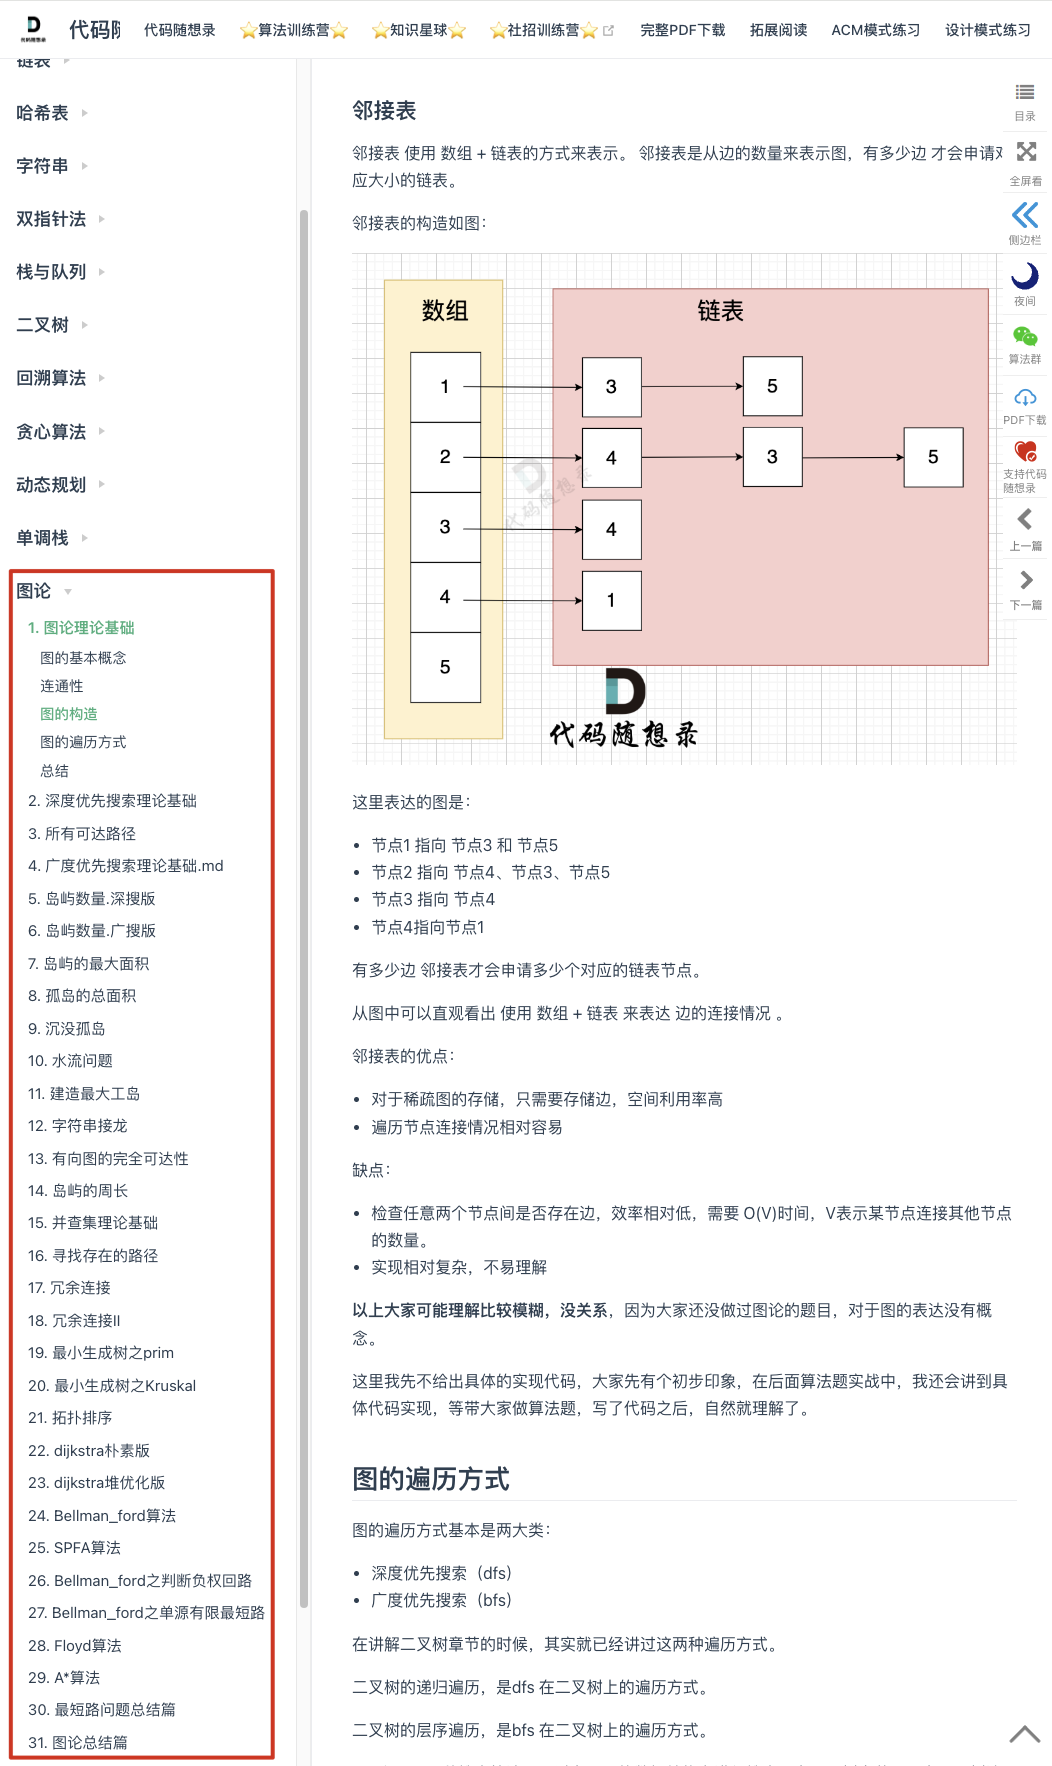 代码随想录
代码随
代码随想录
⭐算法训练营⭐
⭐知识星球⭐
⭐社招训练营⭐
完整PDF下载
拓展阅读
ACM模式练习
设计模式练习
链表
哈希表
字符串
双指针法
栈与队列
二叉树
回溯算法
贪心算法
动态规划
单调栈
图论
1. 图论理论基础
图的基本概念
连通性
图的构造
图的遍历方式
总结
2. 深度优先搜索理论基础
3. 所有可达路径
4. 广度优先搜索理论基础.md
5. 岛屿数量.深搜版
6. 岛屿数量.广搜版
7. 岛屿的最大面积
8. 孤岛的总面积
9. 沉没孤岛
10. 水流问题
11. 建造最大工岛
12. 字符串接龙
13. 有向图的完全可达性
14. 岛屿的周长
15. 并查集理论基础
16. 寻找存在的路径
17. 冗余连接
18. 冗余连接II
19. 最小生成树之prim
20. 最小生成树之Kruskal
21. 拓扑排序
22. dijkstra朴素版
23. dijkstra堆优化版
24. Bellman_ford算法
25. SPFA算法
26. Bellman_ford之判断负权回路
27. Bellman_ford之单源有限最短路
28. Floyd算法
29. A*算法
30. 最短路问题总结篇
31. 图论总结篇
邻接表
邻接表 使用 数组 + 链表的方式来表示。 邻接表是从边的数量来表示图，有多少边 才会申请对
应大小的链表。
邻接表的构造如图：
数组
链表
1
3
5
2
4
3
5
3
4
4
1
5
代码随想录
代码随想录
这里表达的图是：
• 节点1 指向 节点3 和 节点5
• 节点2 指向 节点4、节点3、节点5
• 节点3 指向 节点4
• 节点4指向节点1
有多少边 邻接表才会申请多少个对应的链表节点。
从图中可以直观看出 使用 数组 + 链表 来表达 边的连接情况 。
邻接表的优点：
• 对于稀疏图的存储，只需要存储边，空间利用率高
• 遍历节点连接情况相对容易
缺点：
• 检查任意两个节点间是否存在边，效率相对低，需要 O(V)时间，V表示某节点连接其他节点
的数量。
• 实现相对复杂，不易理解
以上大家可能理解比较模糊，没关系，因为大家还没做过图论的题目，对于图的表达没有概
念。
这里我先不给出具体的实现代码，大家先有个初步印象，在后面算法题实战中，我还会讲到具
体代码实现，等带大家做算法题，写了代码之后，自然就理解了。
图的遍历方式
图的遍历方式基本是两大类：
• 深度优先搜索（dfs）
• 广度优先搜索（bfs）
在讲解二叉树章节的时候，其实就已经讲过这两种遍历方式。
二叉树的递归遍历，是dfs 在二叉树上的遍历方式。
二叉树的层序遍历，是bfs 在二叉树上的遍历方式。
目录
全屏看
侧边栏
夜间
算法群
PDF下载
支持代码
随想录
上一篇
下一篇